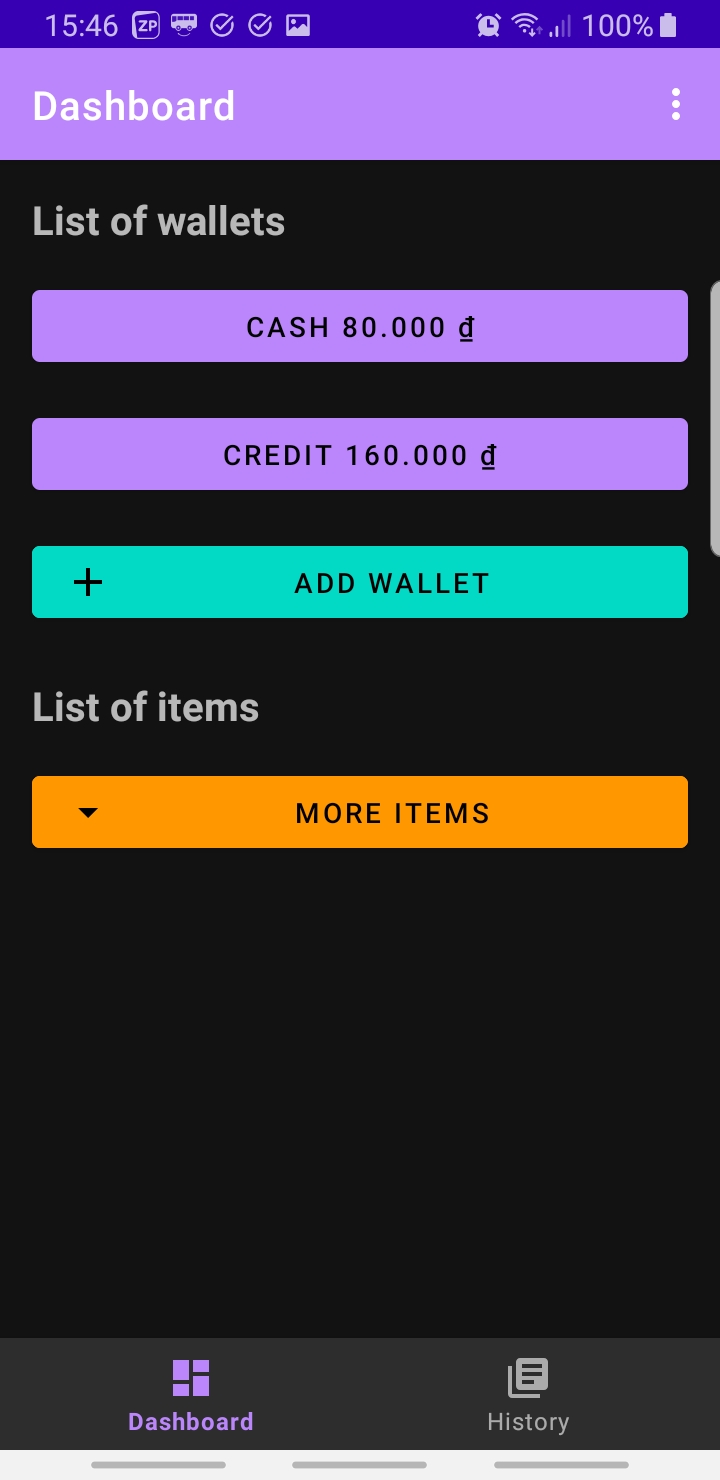 15:46 ZP 100%
Dashboard
List of wallets
CASH 80.000 ₫
CREDIT 160.000 ₫
ADD WALLET
List of items
MORE ITEMS
Dashboard History